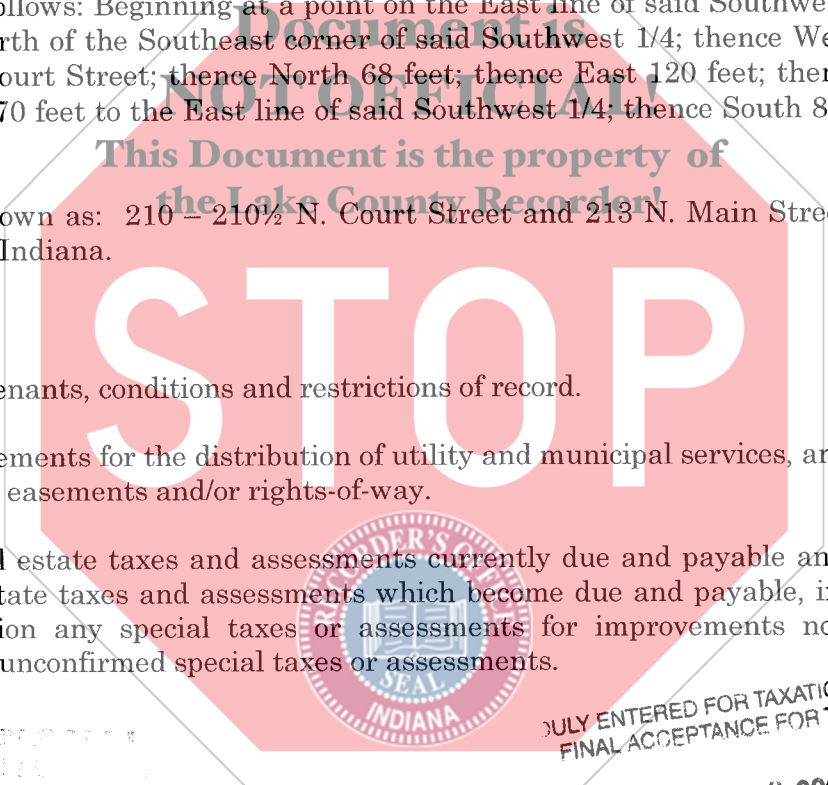 ollows: Beginning at a point on the East line of said Southwe
Document is
rth of the Southeast corner of said Southwest 1/4; thence We
ourt Street; thence North 68 feet; thence East 120 feet; then
NOT OFFICIAL!
70 feet to the East line of said Southwest 1/4; thence South 8
This Document is the property of
the Lake County Recorder!
own as: 210 – 210½ N. Court Street and 213 N. Main Stre
Indiana.
STOP
enants, conditions and restrictions of record.
ements for the distribution of utility and municipal services, an
easements and/or rights-of-way.
l estate taxes and assessments currently due and payable an
tate taxes and assessments which become due and payable, i
ion any special taxes or assessments for improvements no
unconfirmed special taxes or assessments.
RECORDER'S OFFICE
SEAL
INDIANA
DULY ENTERED FOR TAXATIO
FINAL ACCEPTANCE FOR T